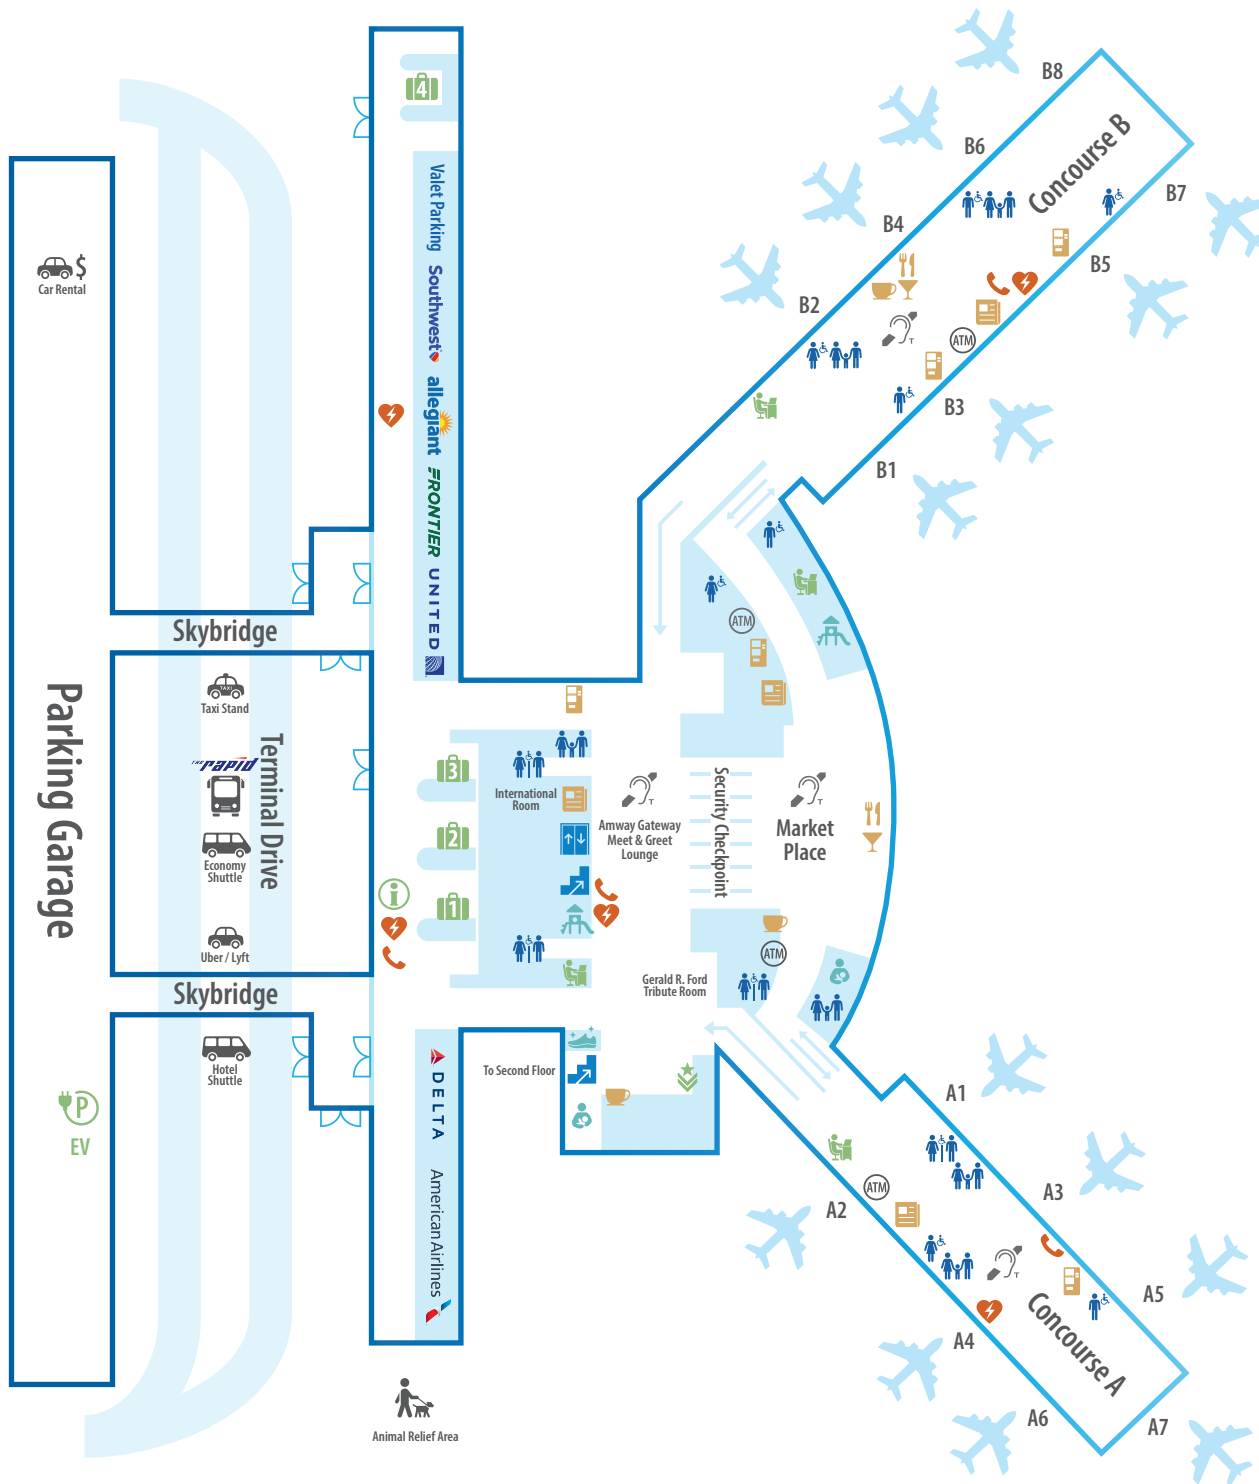 4
Valet Parking
Southwest
allegiant
FRONTIER
UNITED
Car Rental
$
Skybridge
Parking Garage
Taxi Stand
THE rapid
Economy
Shuttle
Uber / Lyft
Terminal Drive
Skybridge
Hotel
Shuttle
P
EV
TAXI
3
2
1
i
International
Room
T
Amway Gateway
Meet & Greet
Lounge
Security Checkpoint
T
Market
Place
ATM
ATM
Gerald R. Ford
Tribute Room
To Second Floor
DELTA
American Airlines
Animal Relief Area
B8
B6
B4
B2
Concourse B
B7
B5
B3
B1
T
ATM
A1
A3
A5
A2
A4
A6
A7
ATM
T
Concourse A